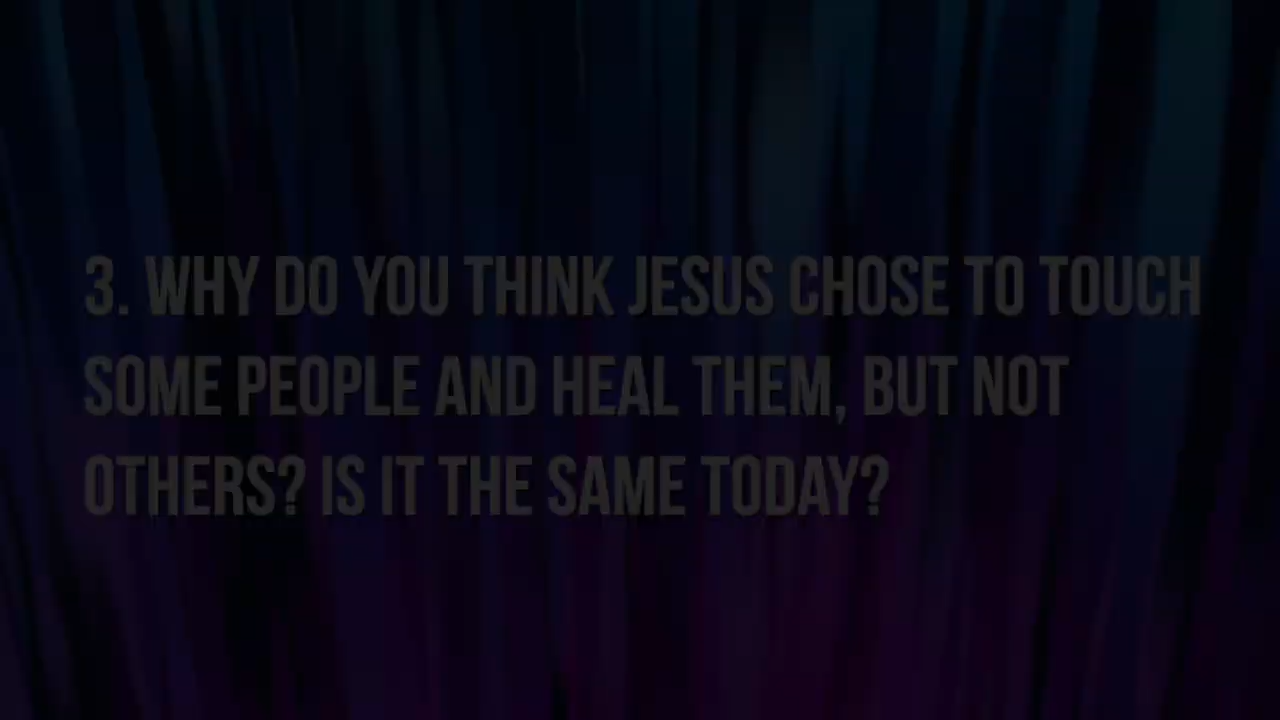 3. WHY DO YOU THINK JESUS CHOSE TO TOUCH
SOME PEOPLE AND HEAL THEM, BUT NOT
OTHERS? IS IT THE SAME TODAY?